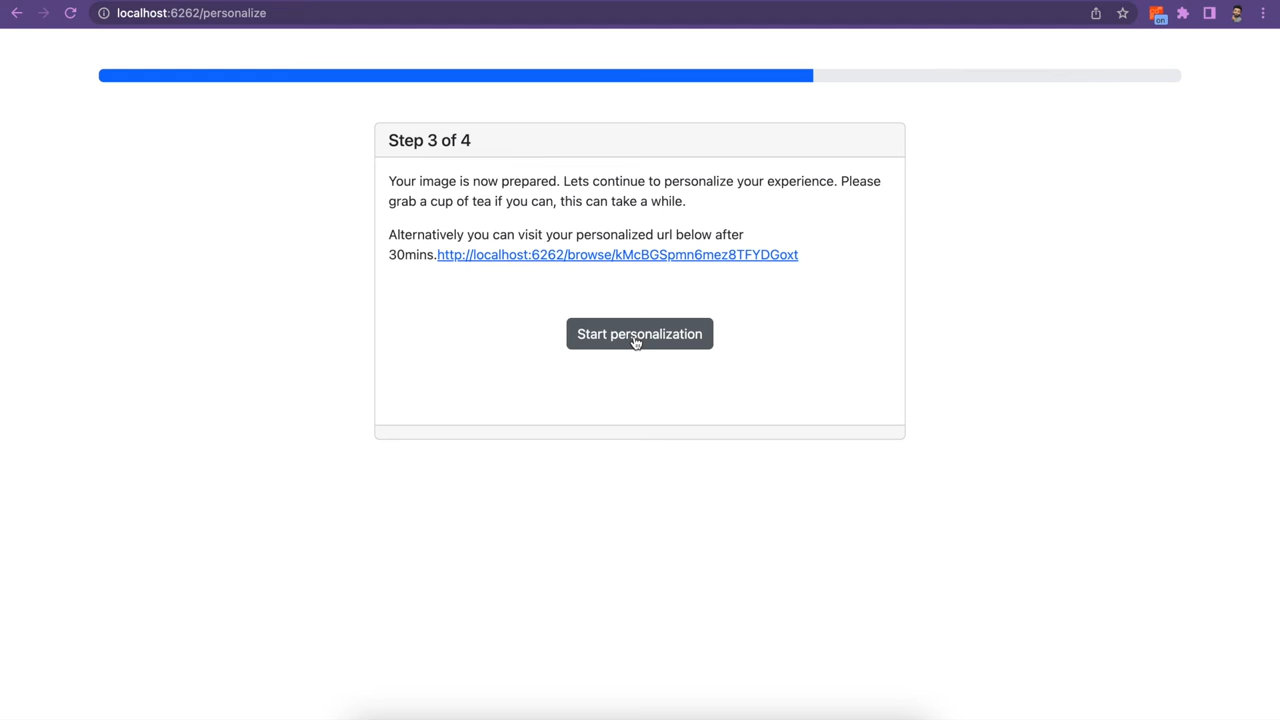 localhost:6262/personalize
on
Step 3 of 4
Your image is now prepared. Lets continue to personalize your experience. Please
grab a cup of tea if you can, this can take a while.
Alternatively you can visit your personalized url below after
30mins.http://localhost:6262/browse/kMcBGSpmn6mez8TFYDGoxt
Start personalization